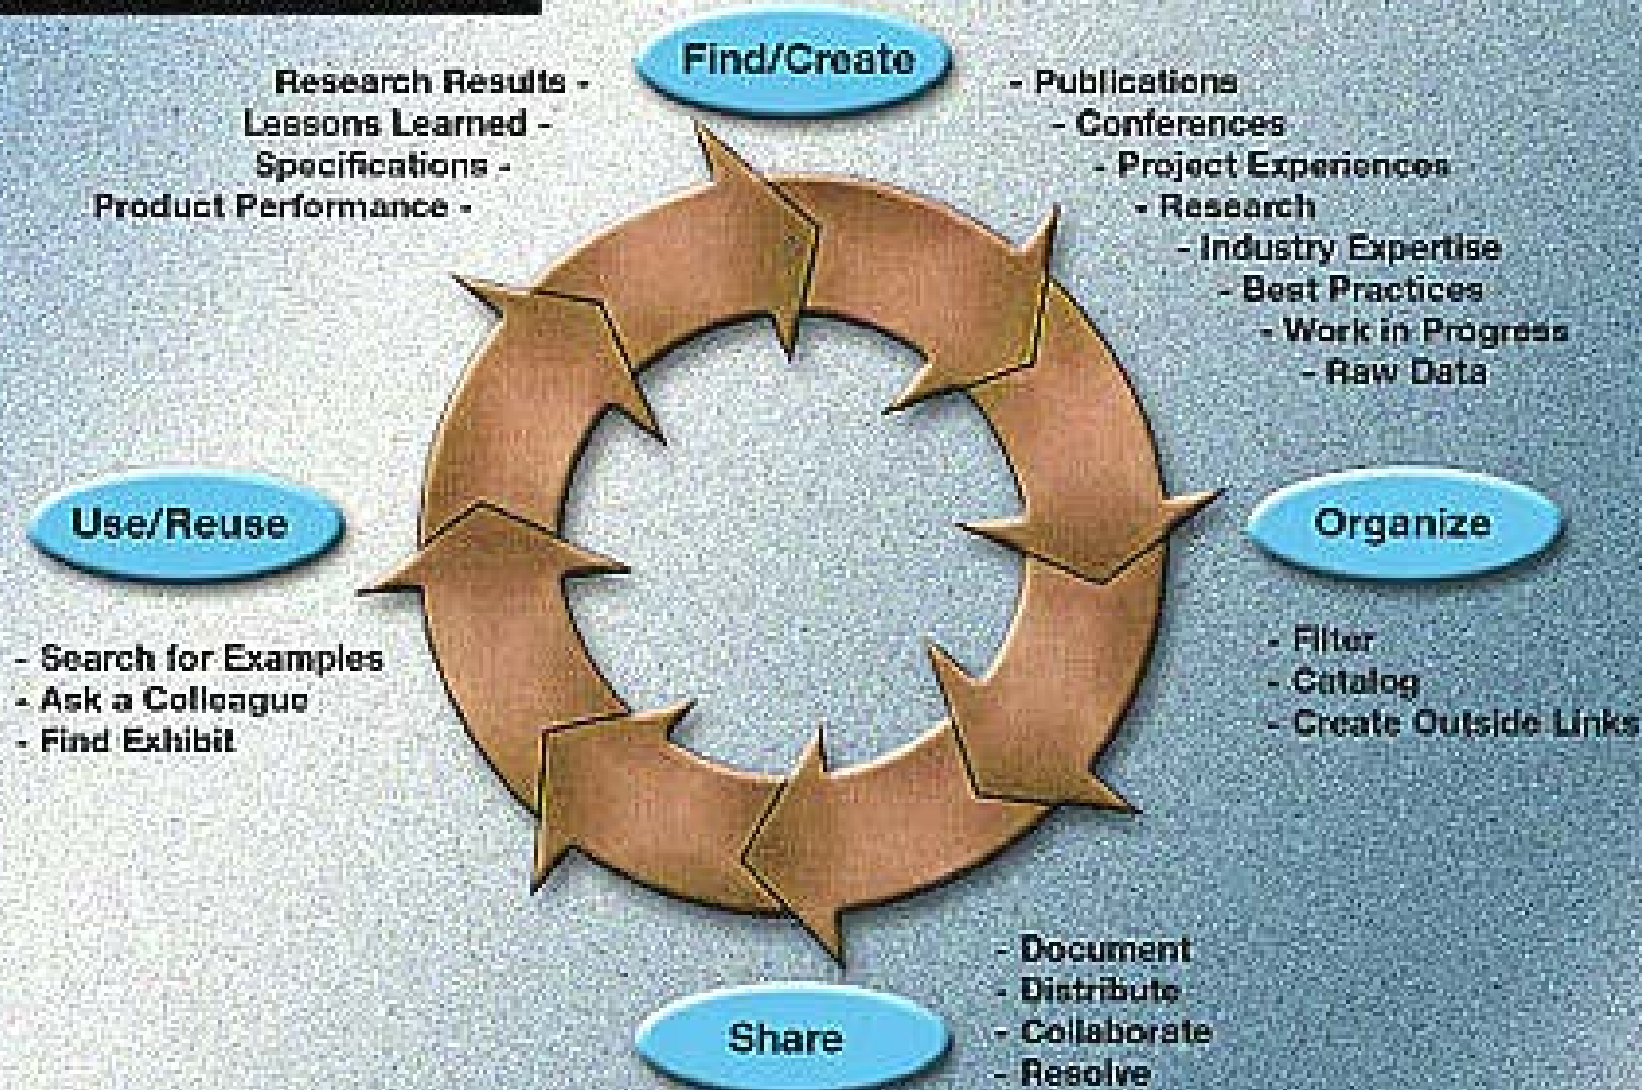 Find/Create
Research Results -
Lessons Learned -
Specifications -
Product Performance -
- Publications
- Conferences
- Project Experiences
- Research
- Industry Expertise
- Best Practices
- Work in Progress
- Raw Data
Use/Reuse
Organize
- Search for Examples
- Ask a Colleague
- Find Exhibit
- Filter
- Catalog
- Create Outside Links
Share
- Document
- Distribute
- Collaborate
- Resolve